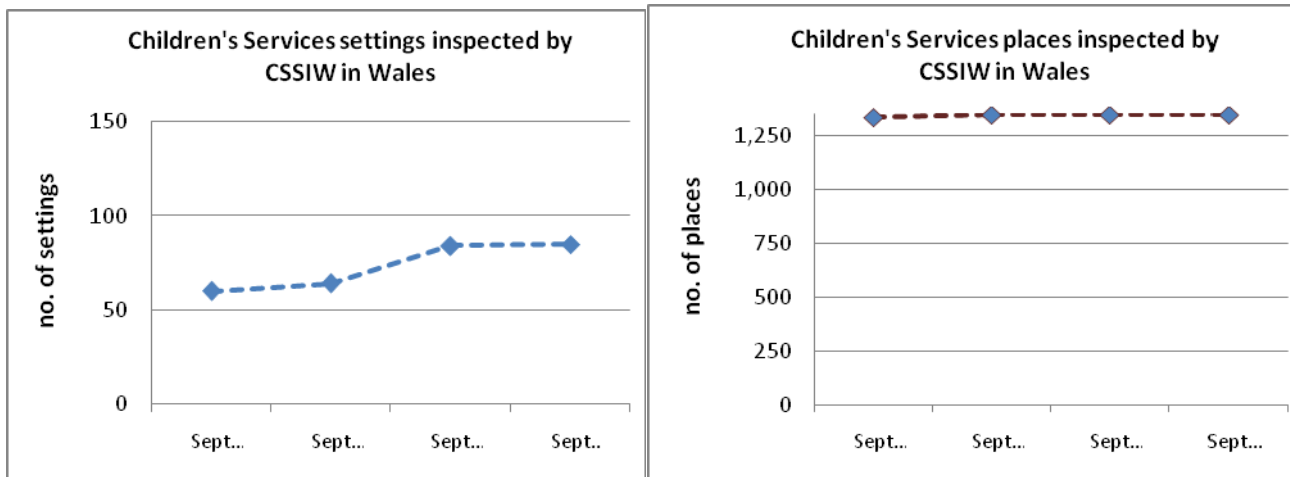 Children's Services settings inspected by
CSSIW in Wales
150
100
50
0
no. of settings
Sept...
Sept...
Sept...
Sept..
Children's Services places inspected by
CSSIW in Wales
1,250
1,000
750
500
250
0
no. of places
Sept...
Sept...
Sept...
Sept...